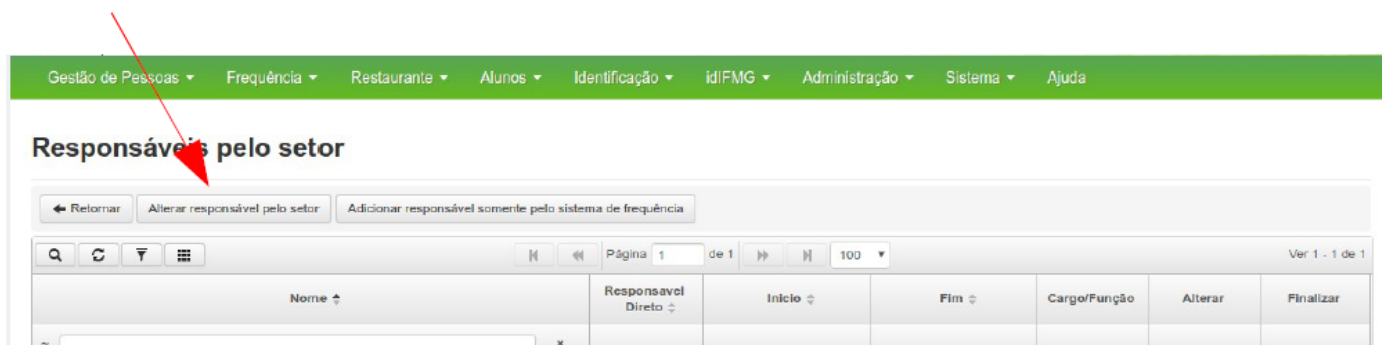 Gestão de Pessoas Frequência Restaurante Alunos Identificação idIFMG Administração Sistema Ajuda
Responsáveis pelo setor
Retornar Alterar responsável pelo setor Adicionar responsável somente pelo sistema de frequência
Página 1 de 1 100 Ver 1 - 1 de 1
Nome Responsavel Direto Inicio Fim Cargo/Função Alterar Finalizar
~ x